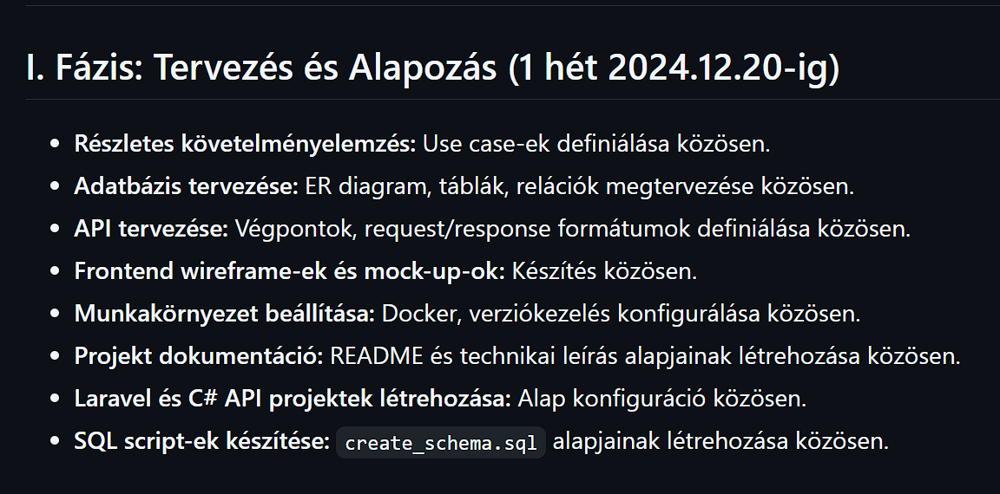 I. Fázis: Tervezés és Alapozás (1 hét 2024.12.20-ig)
Részletes követelményelemzés: Use case-ek definiálása közösen.
Adatbázis tervezése: ER diagram, táblák, relációk megtervezése közösen.
API tervezése: Végpontok, request/response formátumok definiálása közösen.
Frontend wireframe-ek és mock-up-ok: Készítés közösen.
Munkakörnyezet beállítása: Docker, verziókezelés konfigurálása közösen.
Projekt dokumentáció: README és technikai leírás alapjainak létrehozása közösen.
Laravel és C# API projektek létrehozása: Alap konfiguráció közösen.
SQL script-ek készítése: create_schema.sql alapjainak létrehozása közösen.